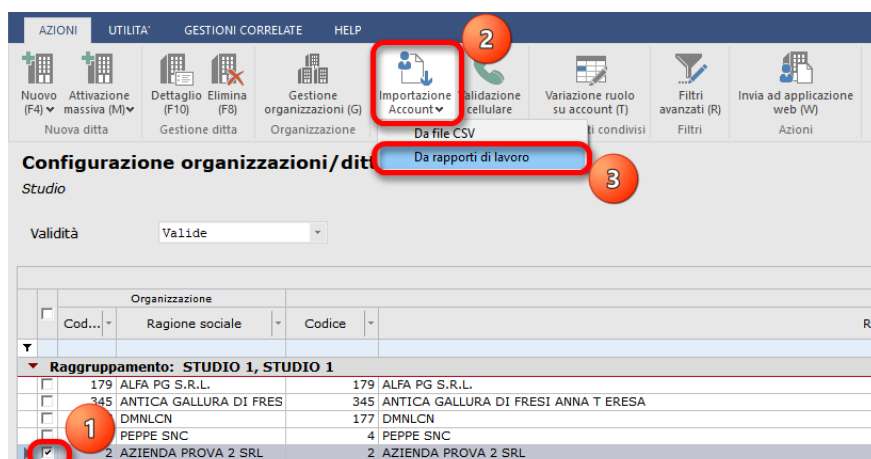 AZIONI UTILITA' GESTIONI CORRELATE HELP
2
Nuovo (F4) Attivazione massiva (M) Dettaglio (F10) Elimina (F8) Gestione organizzazioni (G) Importazione Account Validazione cellulare Variazione ruolo su account (T) Filtri avanzati (R) Invia ad applicazione web (W)
Nuova ditta Gestione ditta Organizzazione Da file CSV ti condivisi Filtri Azioni
Da rapporti di lavoro
3
Configurazione organizzazioni/ditt
Studio
Validità Valide
Organizzazione
Cod... Ragione sociale Codice R
Raggruppamento: STUDIO 1, STUDIO 1
179 ALFA PG S.R.L. 179 ALFA PG S.R.L.
345 ANTICA GALLURA DI FRES 345 ANTICA GALLURA DI FRESI ANNA T ERESA
1
DMNLCN 177 DMNLCN
PEPPE SNC 4 PEPPE SNC
2 AZIENDA PROVA 2 SRL 2 AZIENDA PROVA 2 SRL